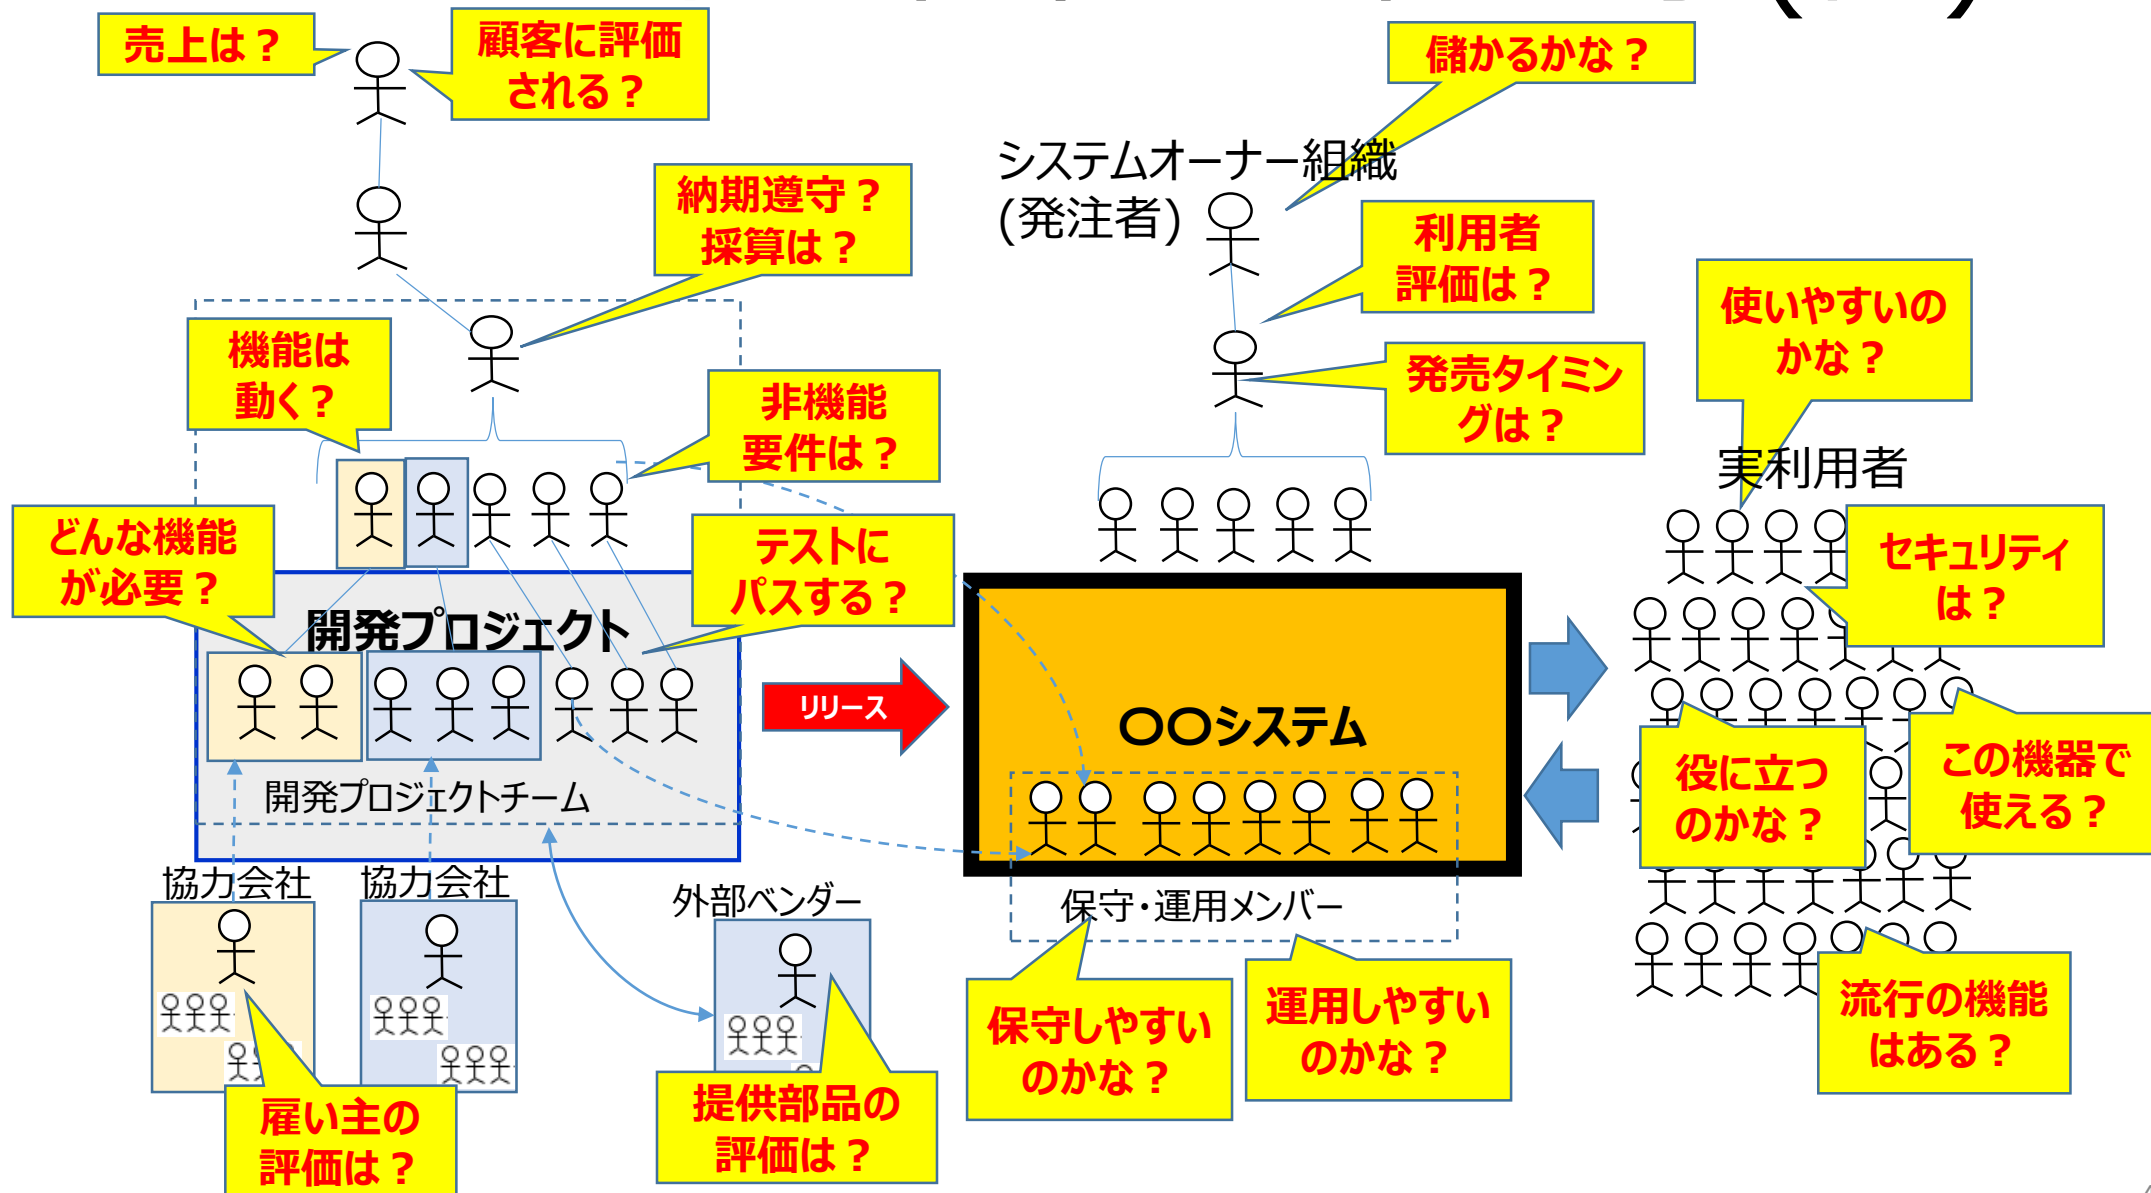 売上は？
顧客に評価
される？
儲かるかな？
システムオーナー組織
(発注者)
納期遵守？
採算は？
利用者
評価は？
使いやすいの
かな？
機能は
動く？
発売タイミン
グは？
非機能
要件は？
実利用者
どんな機能
が必要？
テストに
パスする？
セキュリティ
は？
開発プロジェクト
リリース
〇〇システム
役に立つ
のかな？
この機器で
使える？
開発プロジェクトチーム
協力会社
協力会社
外部ベンダー
保守・運用メンバー
保守しやすい
のかな？
運用しやすい
のかな？
流行の機能
はある？
雇い主の
評価は？
提供部品の
評価は？